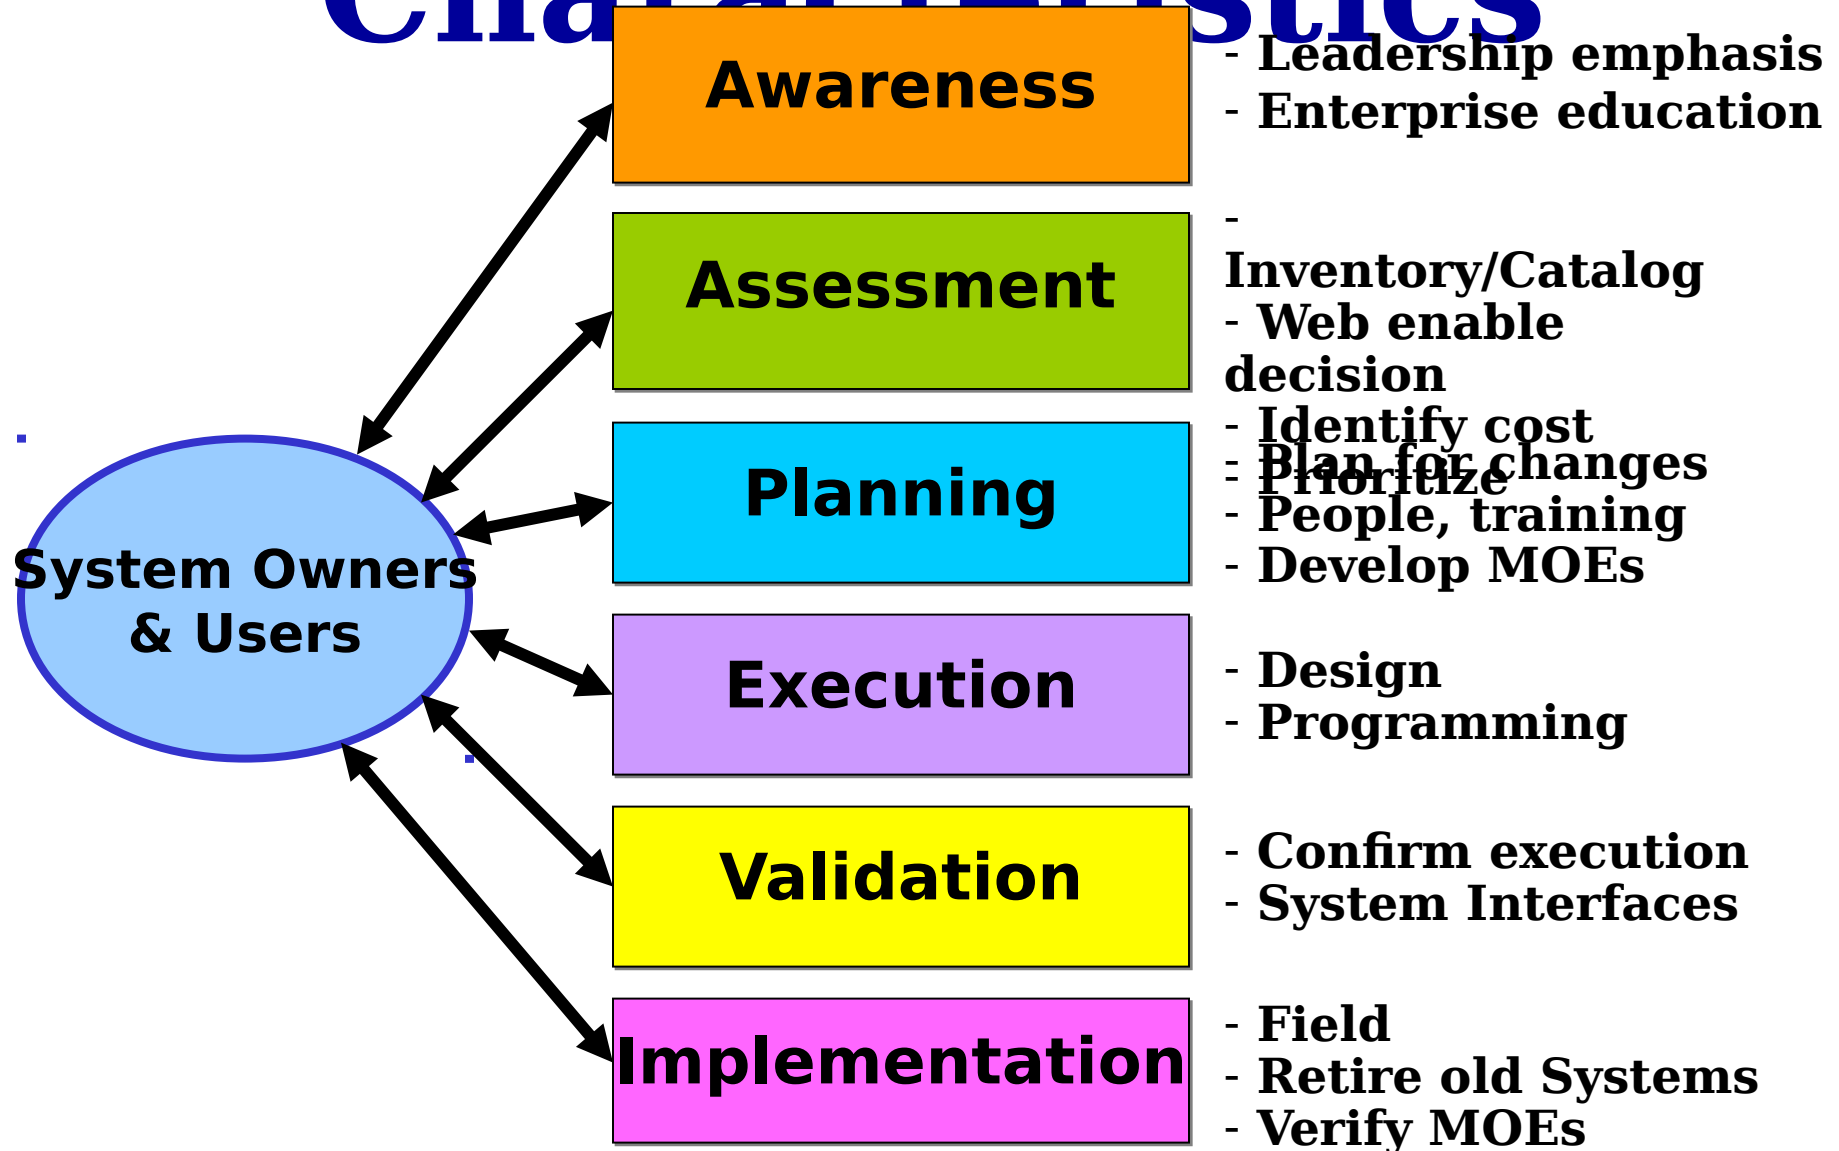 Characteristics
Awareness
- Leadership emphasis
- Enterprise education
Assessment
-
Inventory/Catalog
- Web enable
decision
- Identify cost
- Prioritize
Planning
- Plan for changes
- People, training
- Develop MOEs
System Owners
& Users
Execution
- Design
- Programming
Validation
- Confirm execution
- System Interfaces
Implementation
- Field
- Retire old Systems
- Verify MOEs